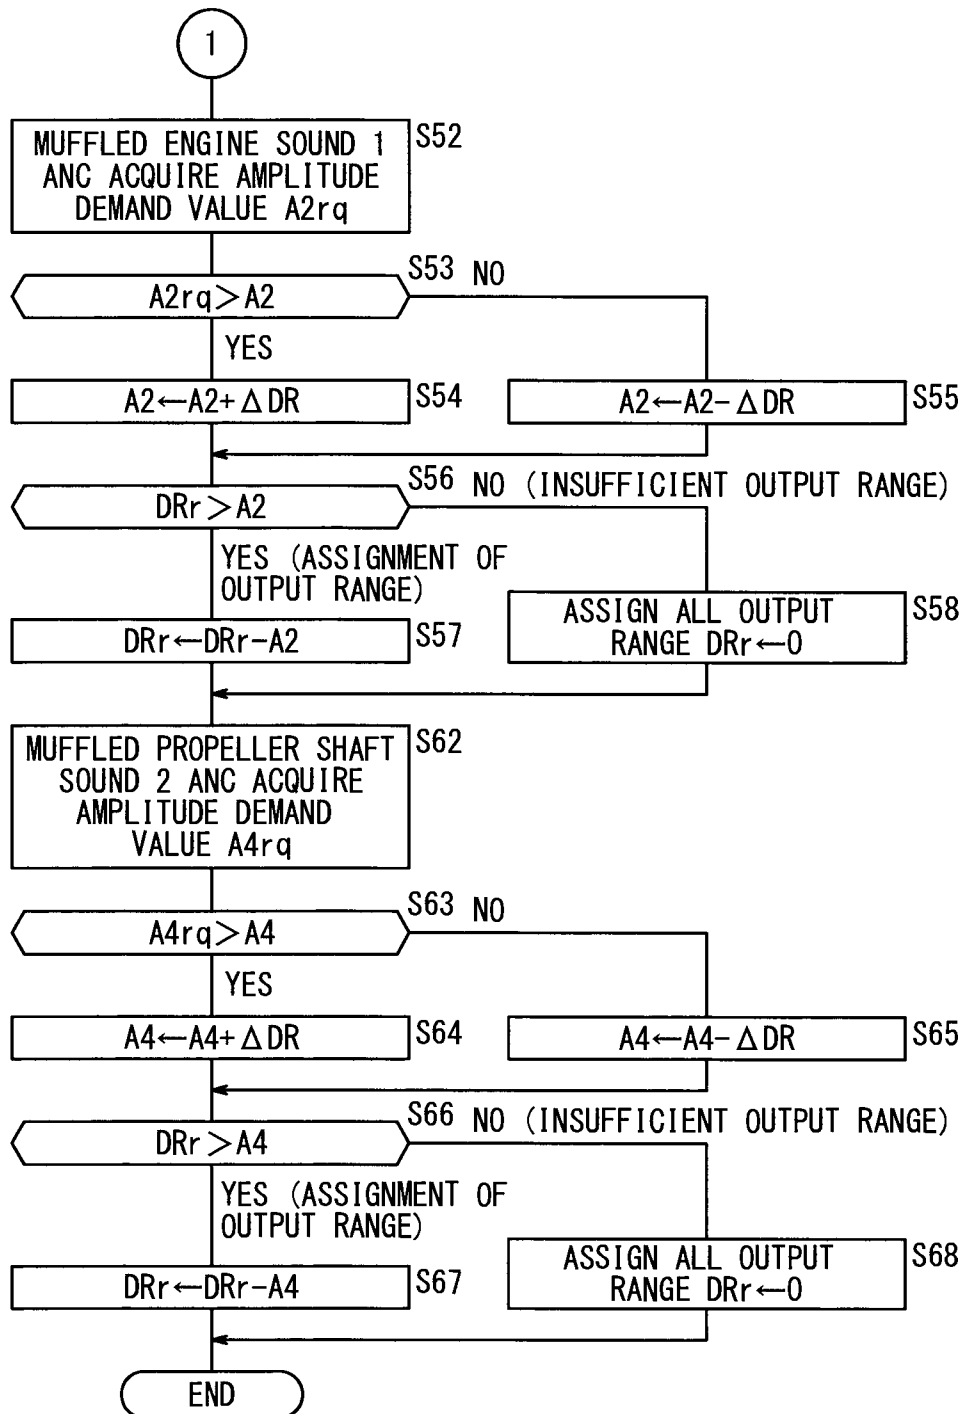 1
MUFFLED ENGINE SOUND 1
ANC ACQUIRE AMPLITUDE
DEMAND VALUE A2rq
S52
A2rq>A2
S53 NO
YES
A2←A2+ΔDR
S54
A2←A2-ΔDR
S55
DRr>A2
S56 NO (INSUFFICIENT OUTPUT RANGE)
YES (ASSIGNMENT OF
OUTPUT RANGE)
DRr←DRr-A2
S57
ASSIGN ALL OUTPUT
RANGE DRr←0
S58
MUFFLED PROPELLER SHAFT
SOUND 2 ANC ACQUIRE
AMPLITUDE DEMAND
VALUE A4rq
S62
A4rq>A4
S63 NO
YES
A4←A4+ΔDR
S64
A4←A4-ΔDR
S65
DRr>A4
S66 NO (INSUFFICIENT OUTPUT RANGE)
YES (ASSIGNMENT OF
OUTPUT RANGE)
DRr←DRr-A4
S67
ASSIGN ALL OUTPUT
RANGE DRr←0
S68
END